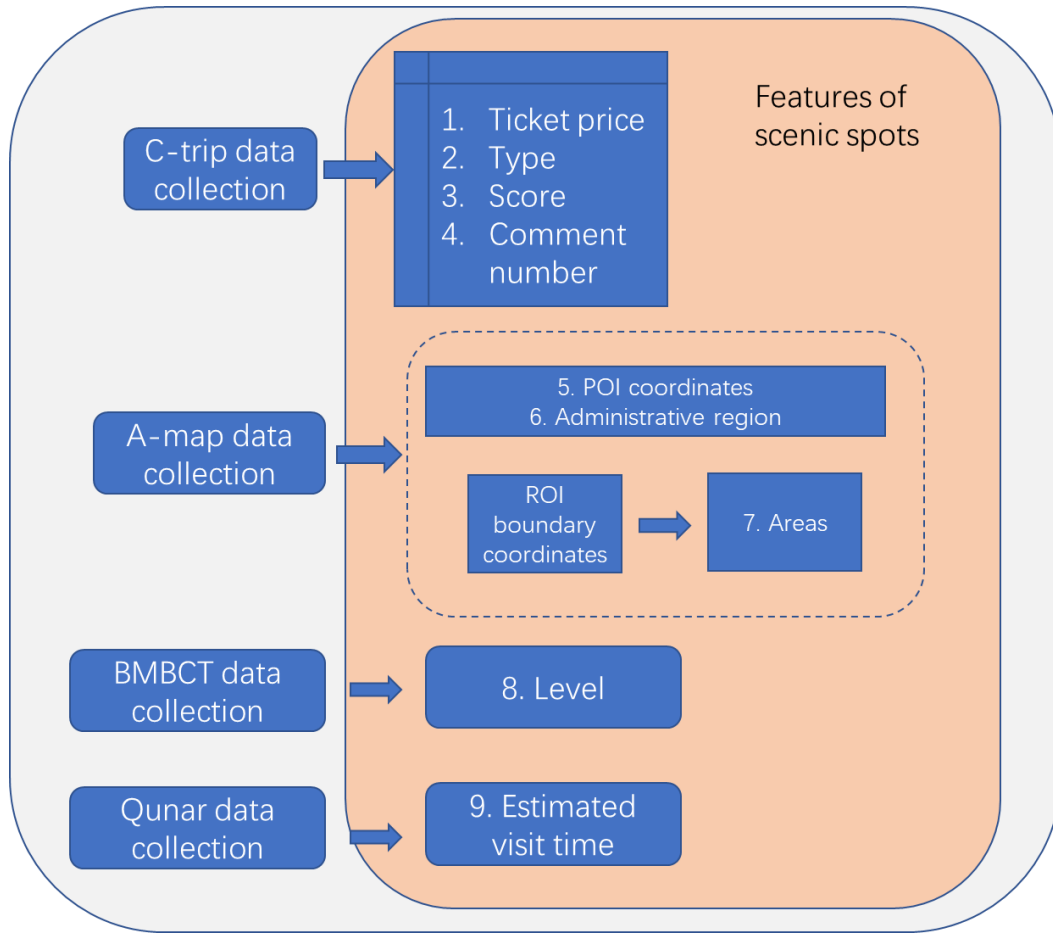 Features of
scenic spots
C-trip data
collection
1. Ticket price
2. Type
3. Score
4. Comment
number
A-map data
collection
5. POI coordinates
6. Administrative region
ROI
boundary
coordinates
7. Areas
BMBCT data
collection
8. Level
Qunar data
collection
9. Estimated
visit time